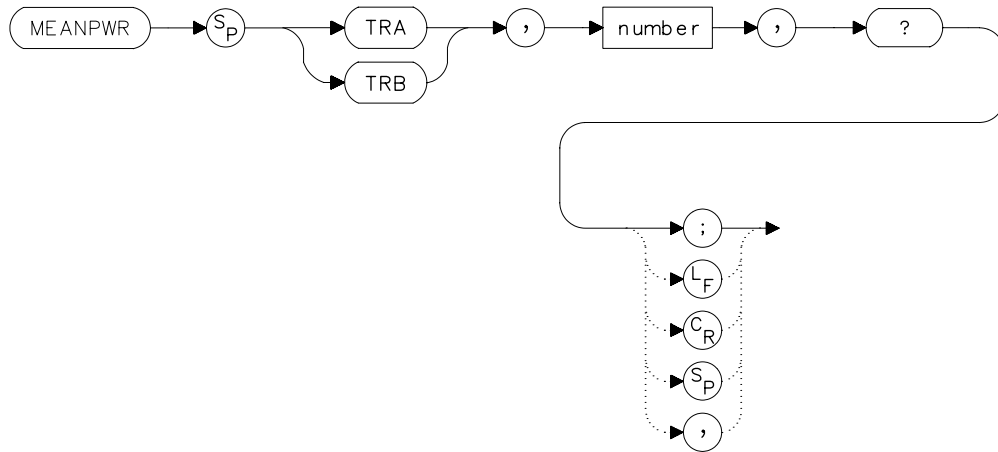 MEANPWR SP TRA , number , ?
TRB
;
LF
CR
SP
,